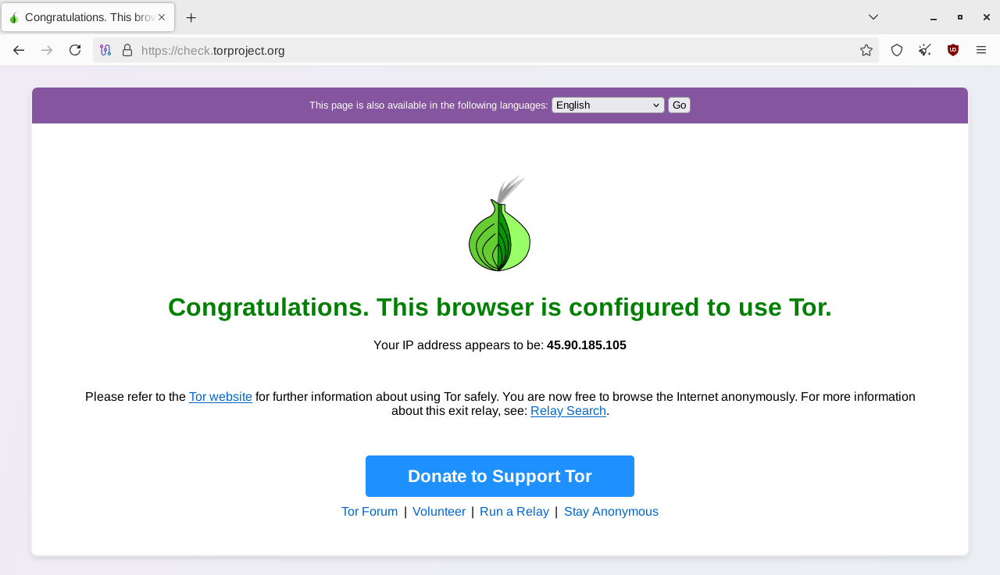 Congratulations. This brow
https://check.torproject.org
This page is also available in the following languages: English Go
Congratulations. This browser is configured to use Tor.
Your IP address appears to be: 45.90.185.105
Please refer to the Tor website for further information about using Tor safely. You are now free to browse the Internet anonymously. For more information
about this exit relay, see: Relay Search.
Donate to Support Tor
Tor Forum | Volunteer | Run a Relay | Stay Anonymous